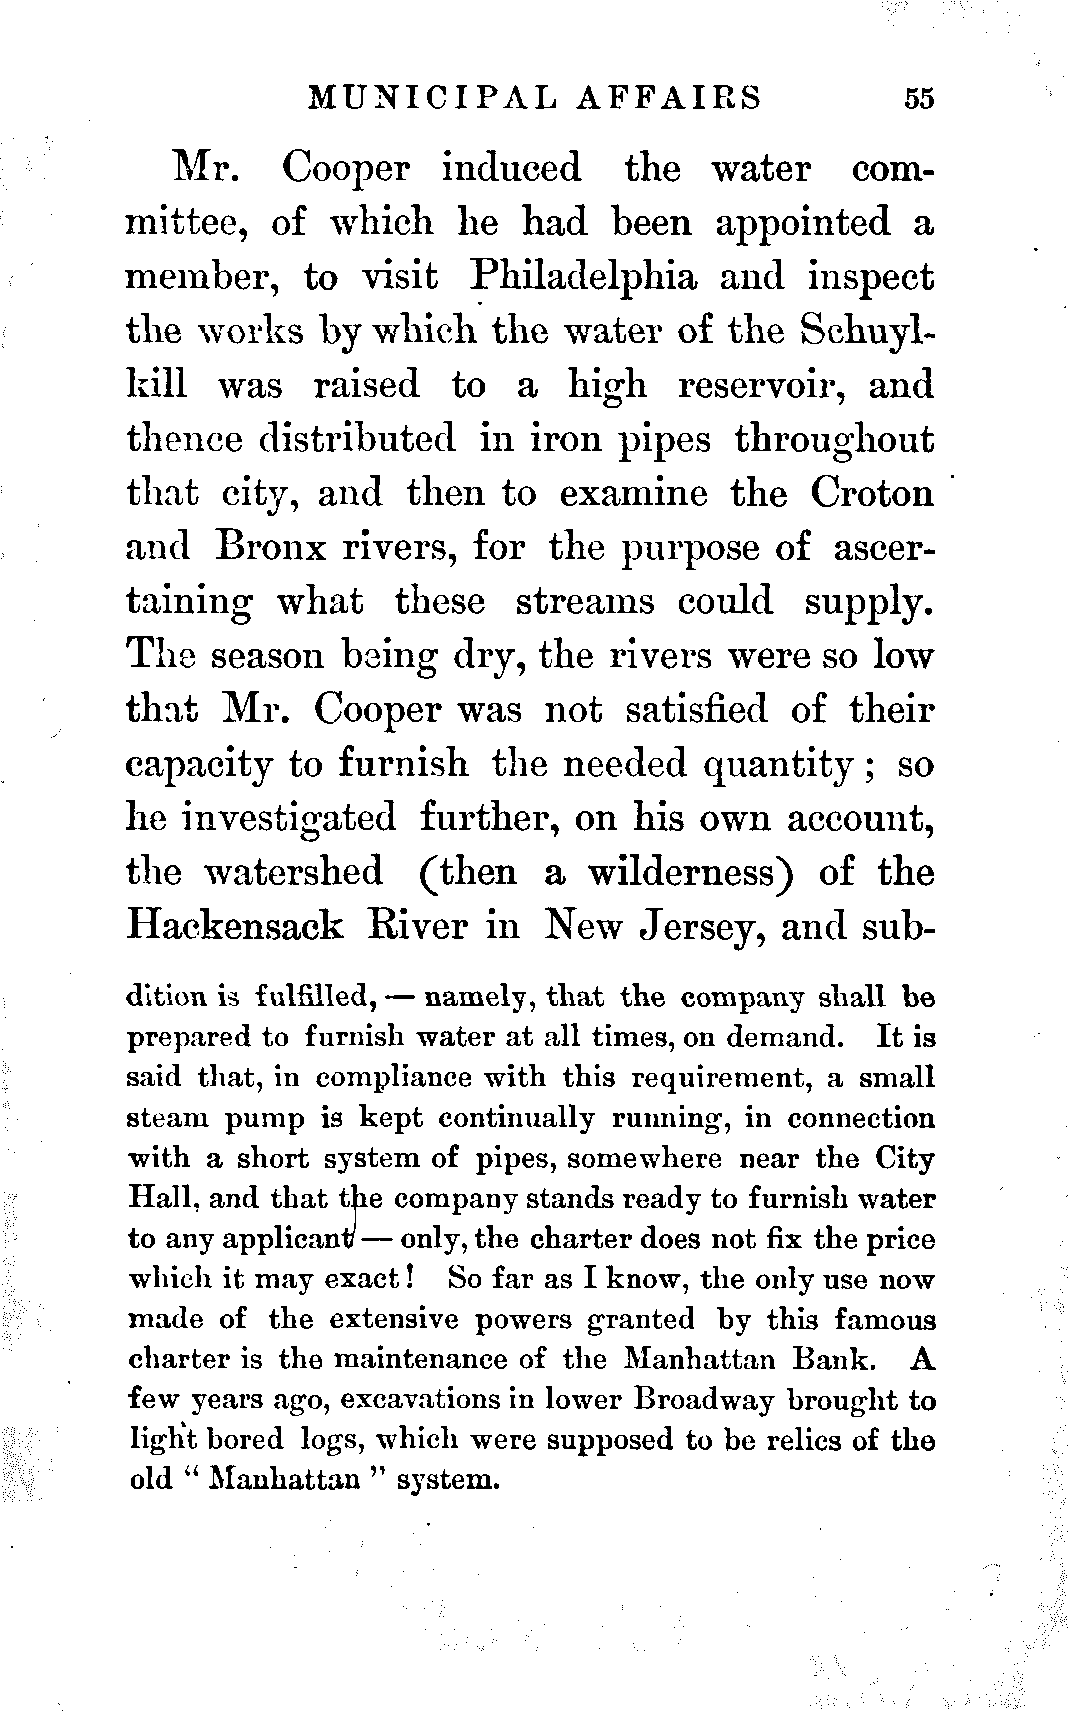 MUNICIPAL AFFAIRS 55
Mr. Cooper induced the water com-
mittee, of which he had been appointed a
member, to visit Philadelphia and inspect
the works by which the water of the Schuyl-
kill was raised to a high reservoir, and
thence distributed in iron pipes throughout
that city, and then to examine the Croton
and Bronx rivers, for the purpose of ascer-
taining what these streams could supply.
The season being dry, the rivers were so low
that Mr. Cooper was not satisfied of their
capacity to furnish the needed quantity; so
he investigated further, on his own account,
the watershed (then a wilderness) of the
Hackensack River in New Jersey, and sub-
dition is fulfilled, — namely, that the company shall be
prepared to furnish water at all times, on demand. It is
said that, in compliance with this requirement, a small
steam pump is kept continually running, in connection
with a short system of pipes, somewhere near the City
Hall, and that the company stands ready to furnish water
to any applicant — only, the charter does not fix the price
which it may exact! So far as I know, the only use now
made of the extensive powers granted by this famous
charter is the maintenance of the Manhattan Bank. A
few years ago, excavations in lower Broadway brought to
light bored logs, which were supposed to be relics of the
old "Manhattan" system.